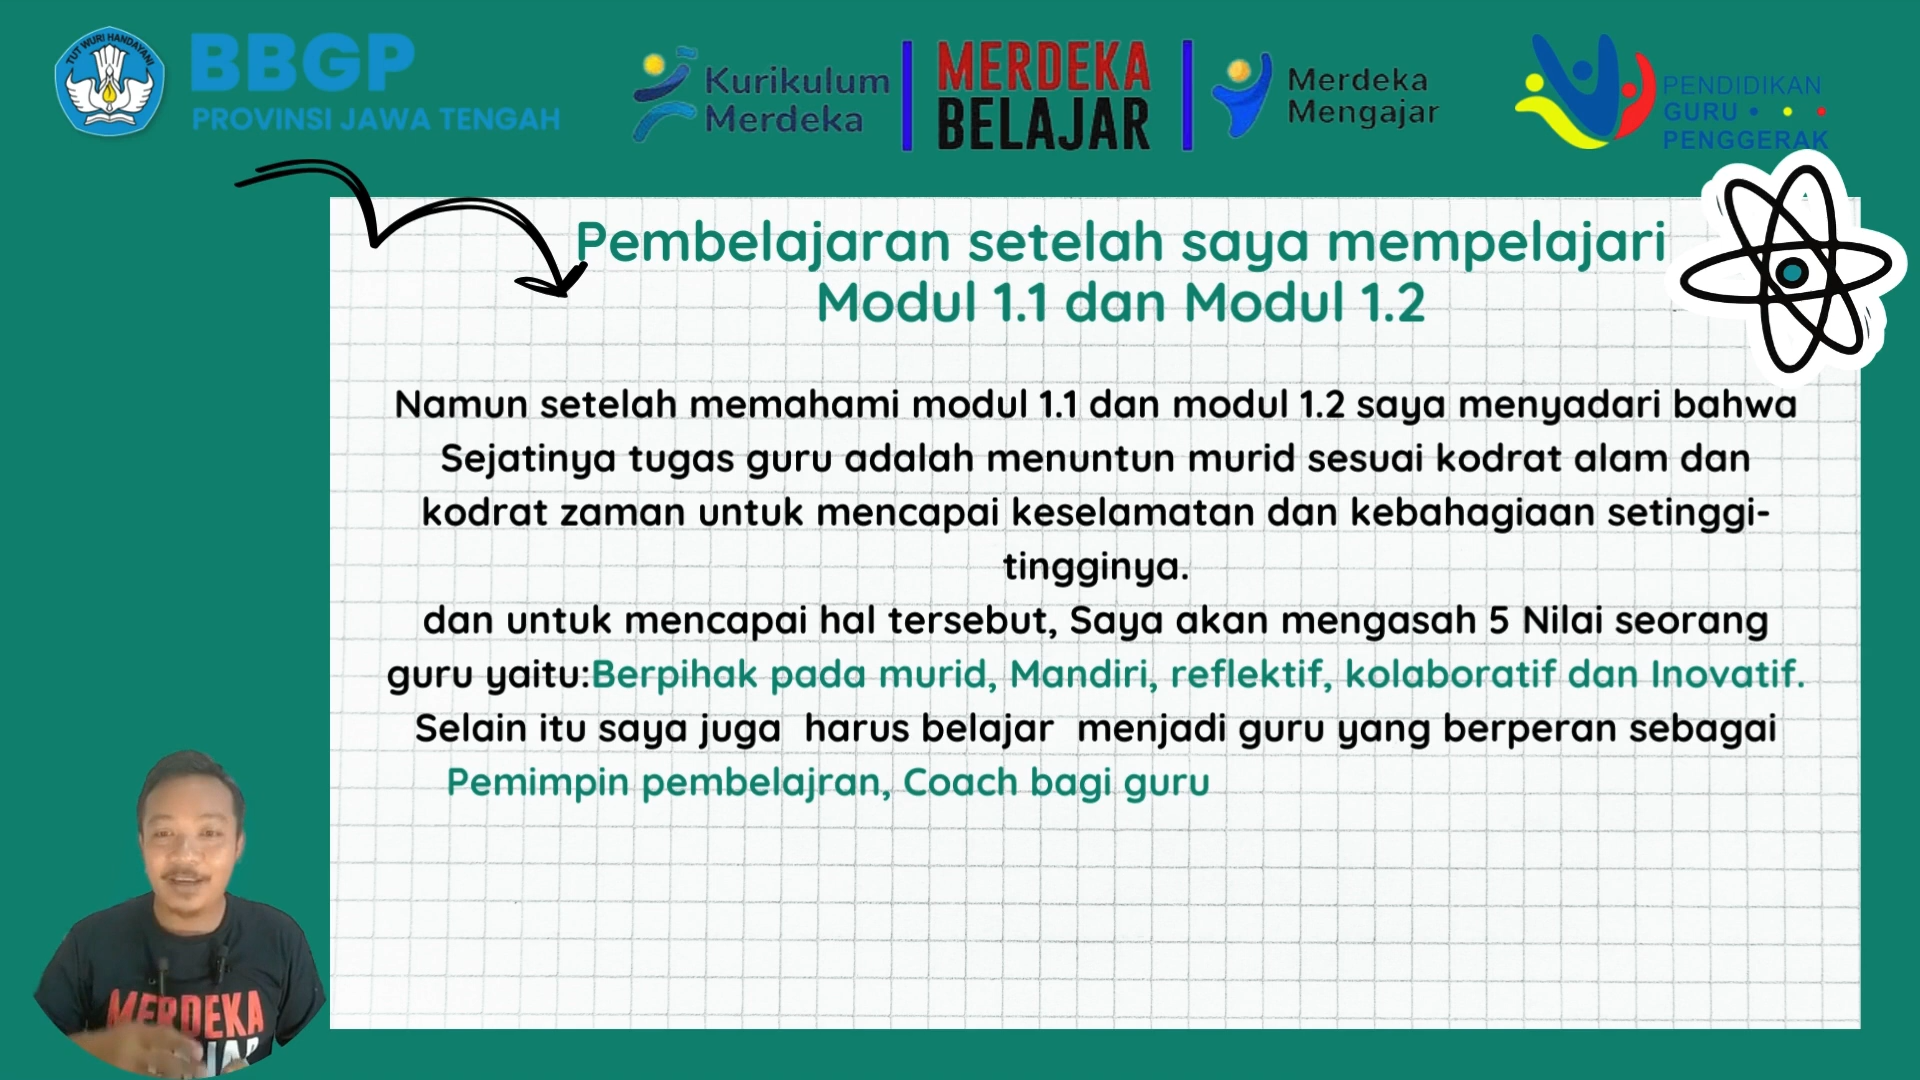 TUT WURI HANDAYANI
BBGP
PROVINSI JAWA TENGAH
Kurikulum
Merdeka
MERDEKA
BELAJAR
Merdeka
Mengajar
PENDIDIKAN
GURU
PENGGERAK
Pembelajaran setelah saya mempelajari
Modul 1.1 dan Modul 1.2
Namun setelah memahami modul 1.1 dan modul 1.2 saya menyadari bahwa
Sejatinya tugas guru adalah menuntun murid sesuai kodrat alam dan
kodrat zaman untuk mencapai keselamatan dan kebahagiaan setinggi-
tingginya.
dan untuk mencapai hal tersebut, Saya akan mengasah 5 Nilai seorang
guru yaitu:Berpihak pada murid, Mandiri, reflektif, kolaboratif dan Inovatif.
Selain itu saya juga harus belajar menjadi guru yang berperan sebagai
Pemimpin pembelajran, Coach bagi guru
MERDEKA